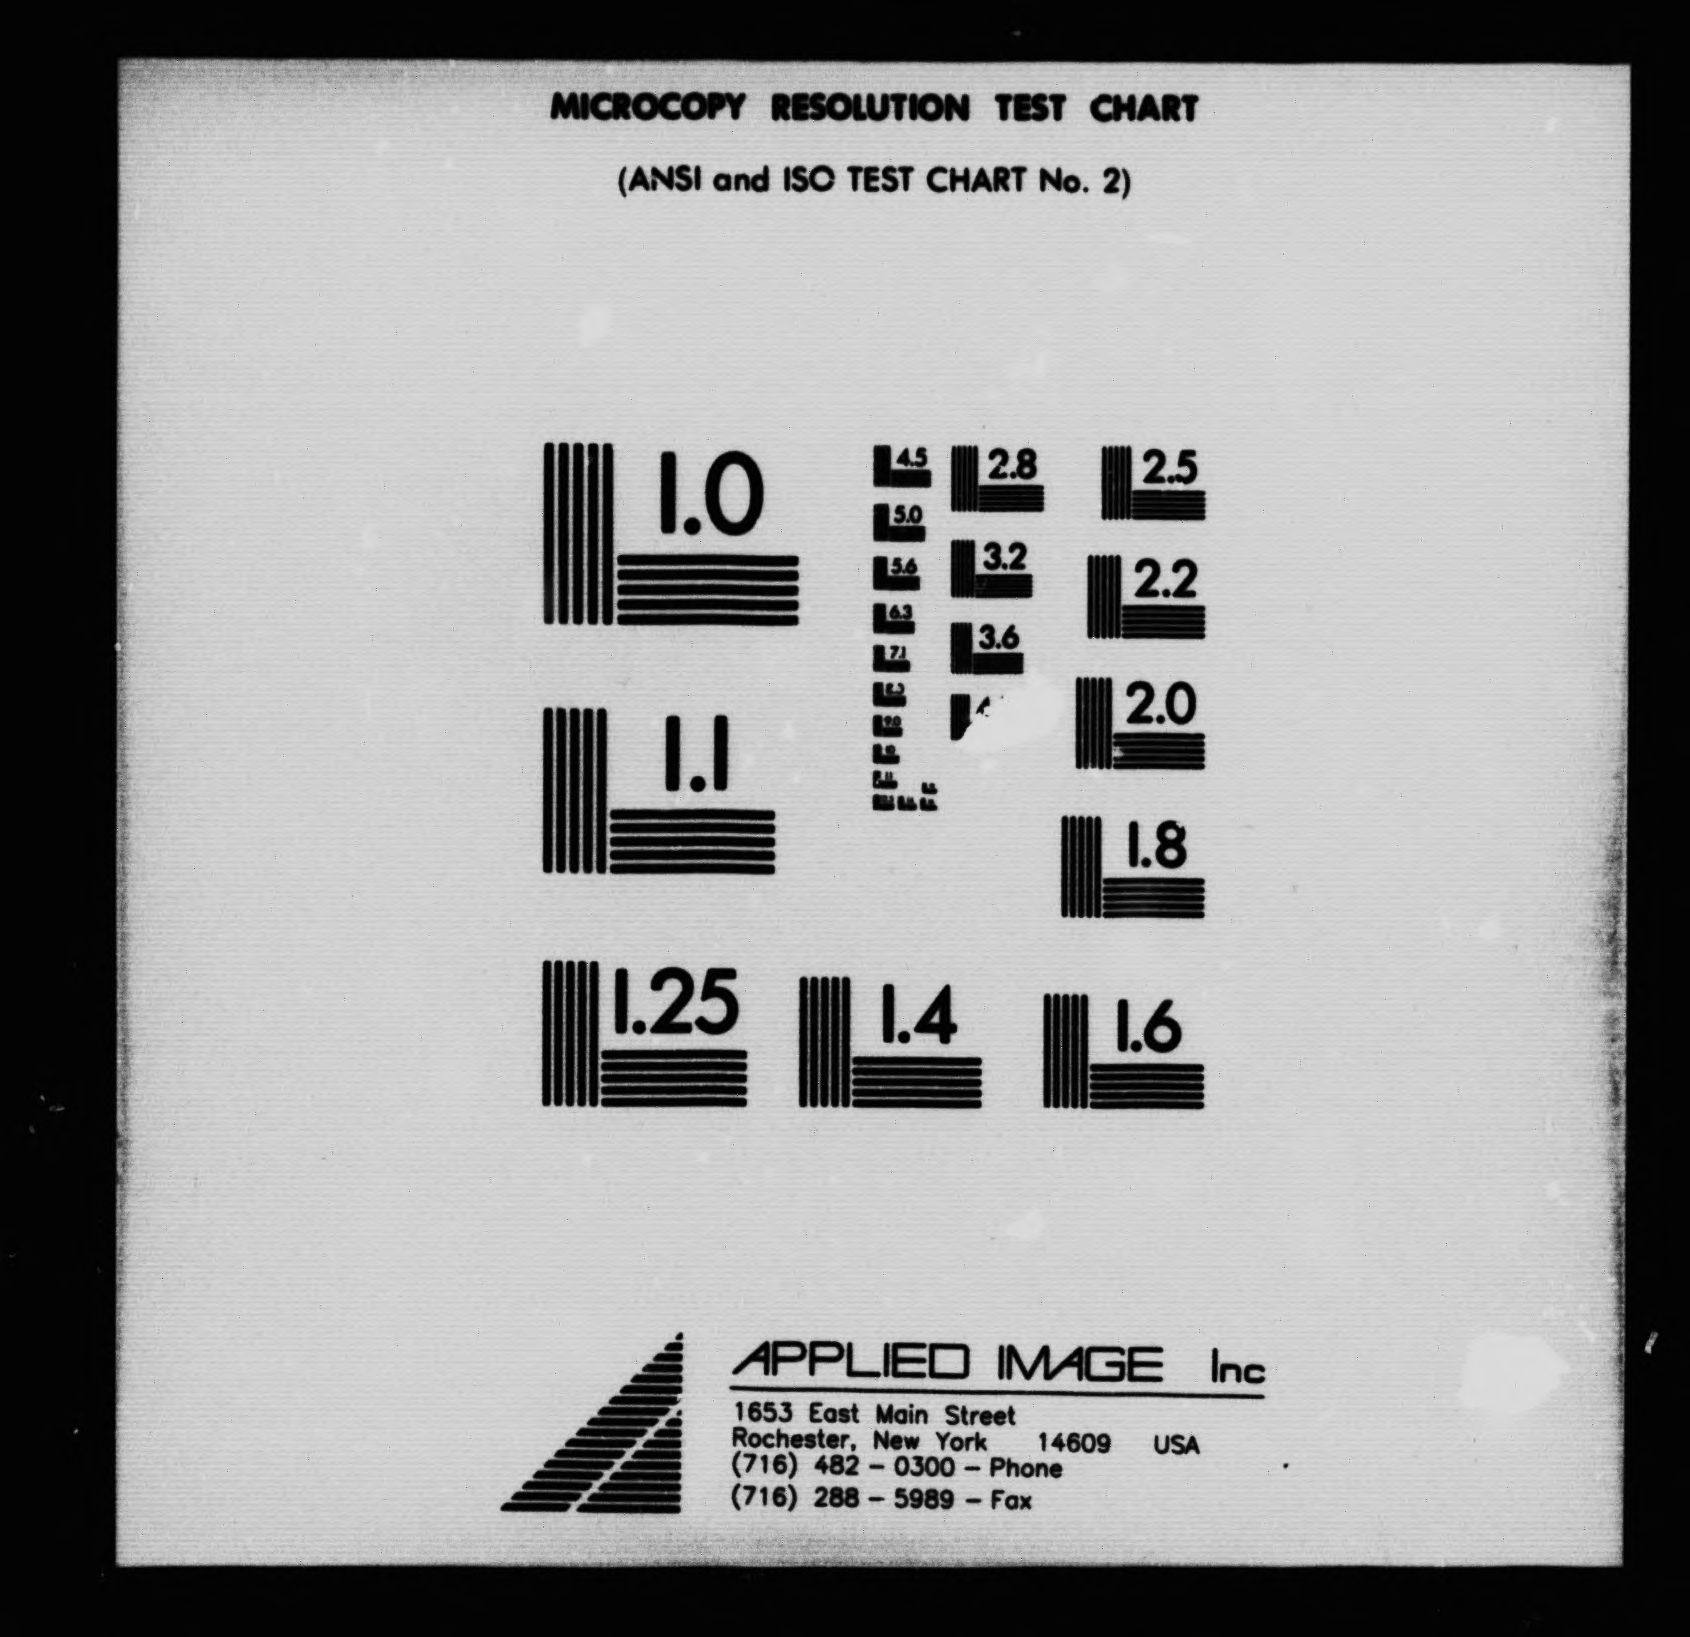 MICROCOPY RESOLUTION TEST CHART
(ANSI and ISO TEST CHART No. 2)
1.0
1.1
1.25
4.5
5.0
5.6
6.3
7.1
9.0
10
2.8
3.2
3.6
2.5
2.2
2.0
1.8
1.4
1.6
APPLIED IMAGE Inc
1653 East Main Street
Rochester, New York 14609 USA
(716) 482 - 0300 - Phone
(716) 288 - 5989 - Fax